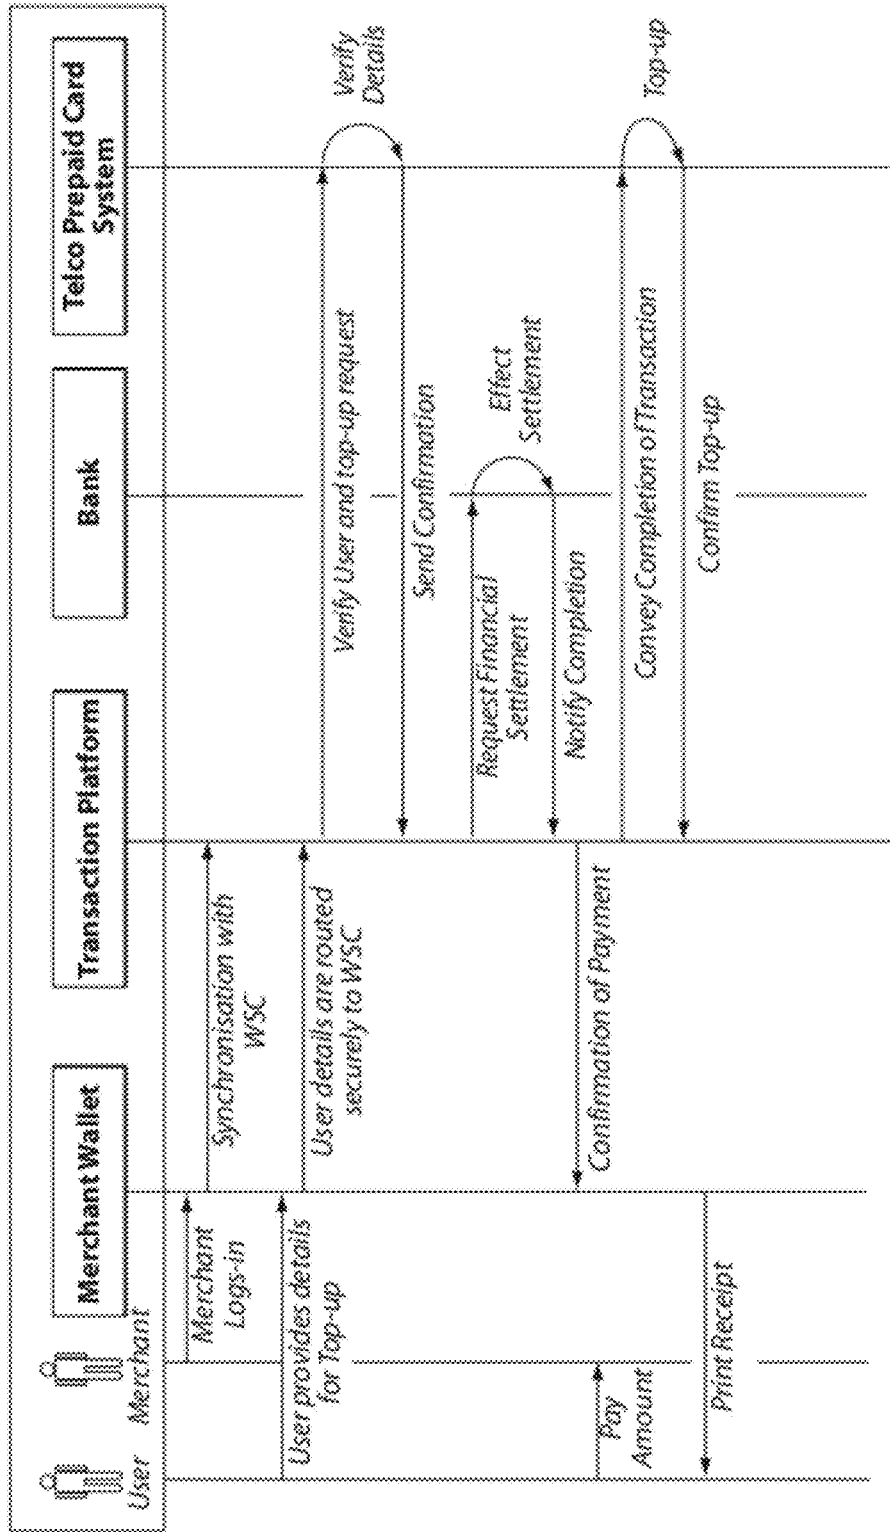 User
Merchant
Merchant Wallet
Transaction Platform
Bank
Telco Prepaid Card
System
Merchant
Logs-in
Synchronisation with
WSC
User provides details
for Top-up
User details are routed
securely to WSC
Verify User and top-up request
Verify
Details
Send Confirmation
Request Financial
Settlement
Effect
Settlement
Notify Completion
Confirmation of Payment
Pay
Amount
Convey Completion of Transaction
Top-up
Confirm Top-up
Print Receipt